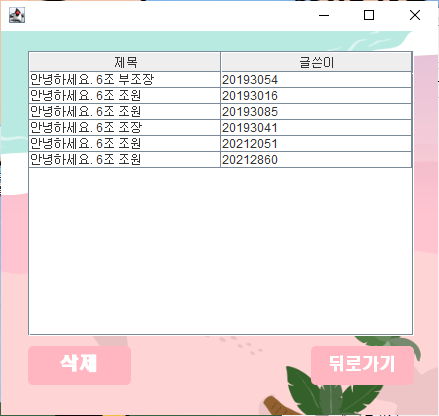 제목 글쓴이
안녕하세요. 6조 부조장 20193054
안녕하세요. 6조 조원 20193016
안녕하세요. 6조 조원 20193085
안녕하세요. 6조 조장 20193041
안녕하세요. 6조 조원 20212051
안녕하세요. 6조 조원 20212860
삭제 뒤로가기